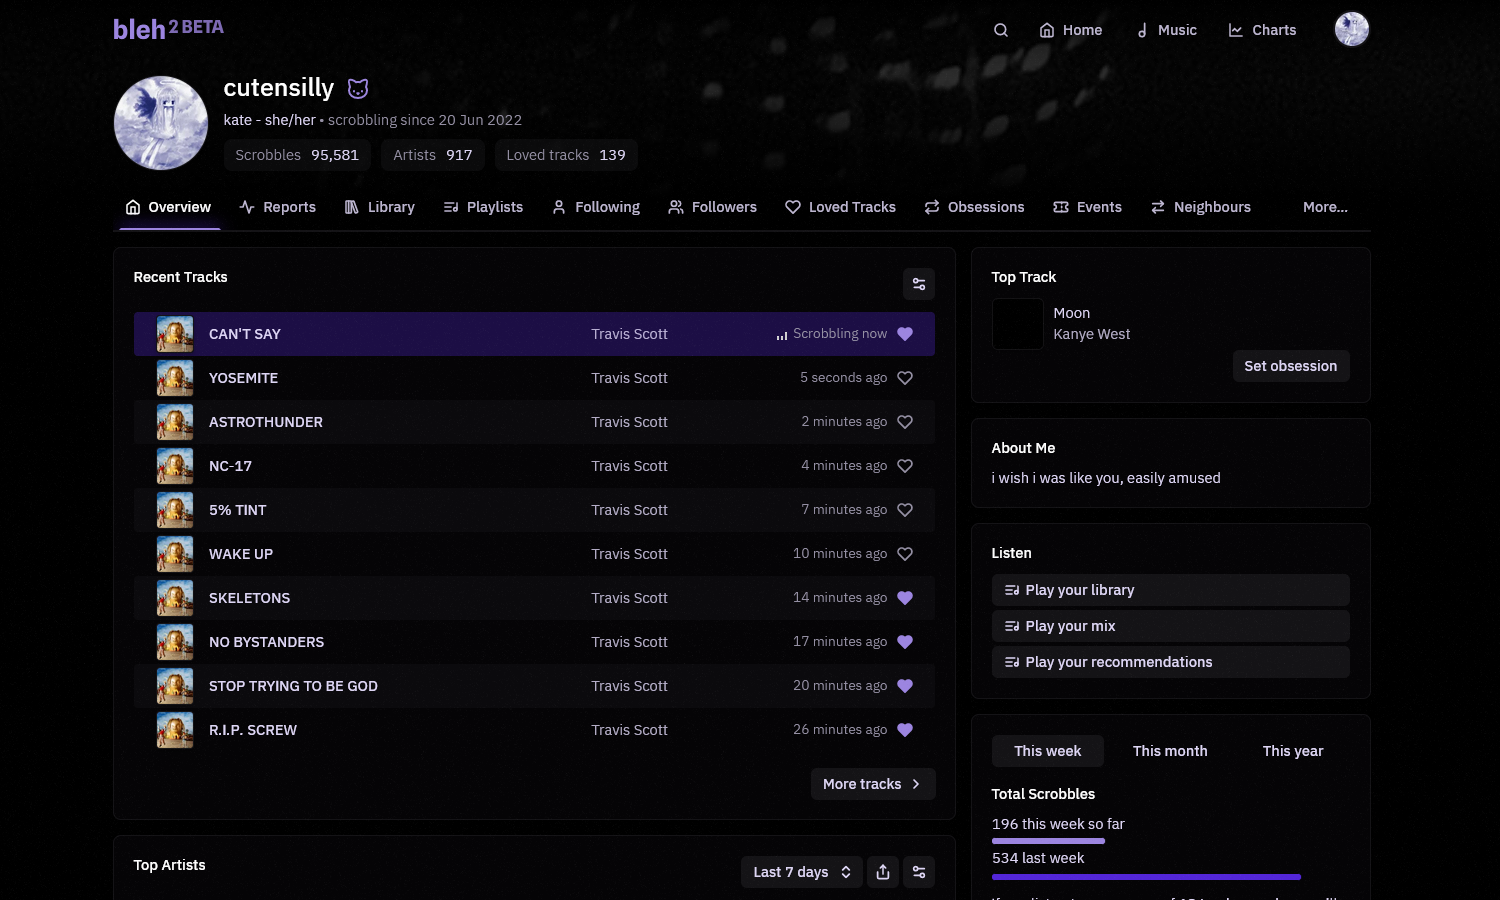 bleh 2 BETA
Home
Music
Charts
cutensilly
kate - she/her • scrobbling since 20 Jun 2022
Scrobbles 95,581 Artists 917 Loved tracks 139
Overview Reports Library Playlists Following Followers Loved Tracks Obsessions Events Neighbours More...
Recent Tracks
CAN'T SAY Travis Scott Scrobbling now
YOSEMITE Travis Scott 5 seconds ago
ASTROTHUNDER Travis Scott 2 minutes ago
NC-17 Travis Scott 4 minutes ago
5% TINT Travis Scott 7 minutes ago
WAKE UP Travis Scott 10 minutes ago
SKELETONS Travis Scott 14 minutes ago
NO BYSTANDERS Travis Scott 17 minutes ago
STOP TRYING TO BE GOD Travis Scott 20 minutes ago
R.I.P. SCREW Travis Scott 26 minutes ago
More tracks
Top Artists
Last 7 days
Top Track
Moon
Kanye West
Set obsession
About Me
i wish i was like you, easily amused
Listen
Play your library
Play your mix
Play your recommendations
This week This month This year
Total Scrobbles
196 this week so far
534 last week